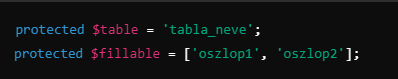 protected $table = 'tabla_neve';
protected $fillable = ['oszlop1', 'oszlop2'];